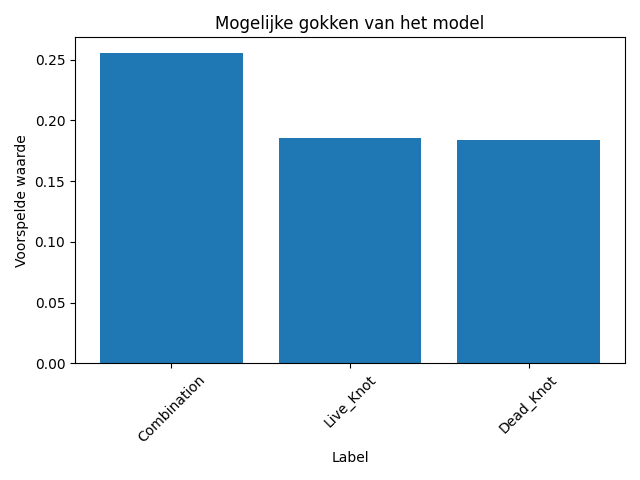 Mogelijke gokken van het model
Voorspelde waarde
0.25
0.20
0.15
0.10
0.05
0.00
Combination
Live_Knot
Dead_Knot
Label